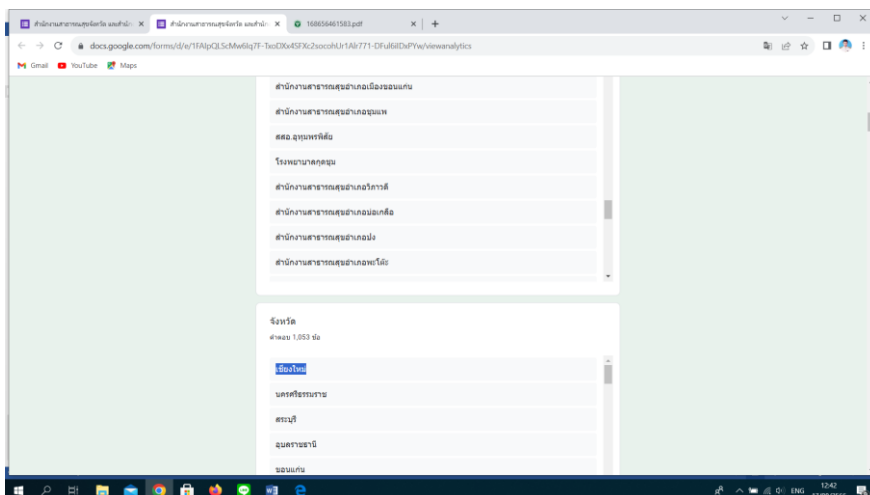 สำนักงานสาธารณสุขจังหวัด และสำนัก
สำนักงานสาธารณสุขจังหวัด และสำนัก
168656461583.pdf
docs.google.com/forms/d/e/
/viewanalytics
Gmail
YouTube
Maps
สำนักงานสาธารณสุขอำเภอเมืองขอนแก่น
สำนักงานสาธารณสุขอำเภอชุมแพ
สสอ.อุทุมพรพิสัย
โรงพยาบาลกุดชุม
สำนักงานสาธารณสุขอำเภอวิภาวดี
สำนักงานสาธารณสุขอำเภอบ่อเกลือ
สำนักงานสาธารณสุขอำเภอปง
สำนักงานสาธารณสุขอำเภอพะโต๊ะ
จังหวัด
คำตอบ 1,053 ข้อ
เชียงใหม่
นครศรีธรรมราช
สระบุรี
อุบลราชธานี
ขอนแก่น
ENG
12:42